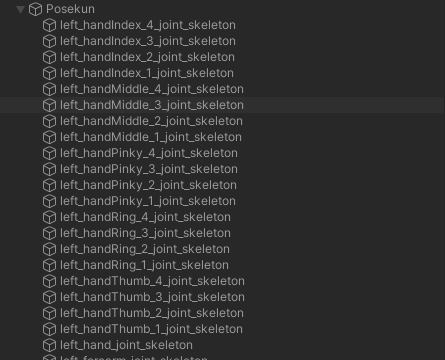 Posekun
left_handIndex_4_joint_skeleton
left_handIndex_3_joint_skeleton
left_handIndex_2_joint_skeleton
left_handIndex_1_joint_skeleton
left_handMiddle_4_joint_skeleton
left_handMiddle_3_joint_skeleton
left_handMiddle_2_joint_skeleton
left_handMiddle_1_joint_skeleton
left_handPinky_4_joint_skeleton
left_handPinky_3_joint_skeleton
left_handPinky_2_joint_skeleton
left_handPinky_1_joint_skeleton
left_handRing_4_joint_skeleton
left_handRing_3_joint_skeleton
left_handRing_2_joint_skeleton
left_handRing_1_joint_skeleton
left_handThumb_4_joint_skeleton
left_handThumb_3_joint_skeleton
left_handThumb_2_joint_skeleton
left_handThumb_1_joint_skeleton
left_hand_joint_skeleton
left_forearm_joint_skeleton